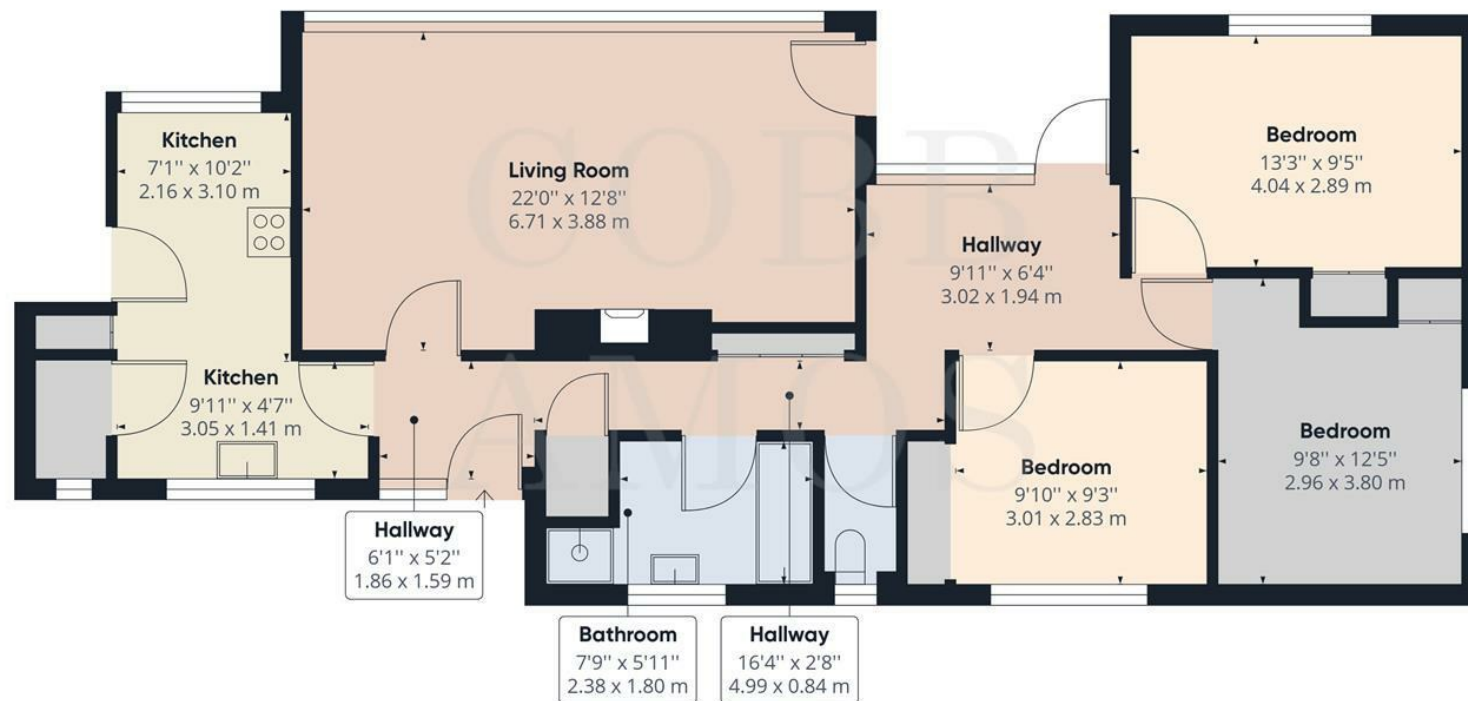 Kitchen
7'1'' x 10'2''
2.16 x 3.10 m
Living Room
22'0'' x 12'8''
6.71 x 3.88 m
Bedroom
13'3'' x 9'5''
4.04 x 2.89 m
Hallway
9'11'' x 6'4''
3.02 x 1.94 m
Kitchen
9'11'' x 4'7''
3.05 x 1.41 m
Bedroom
9'10'' x 9'3''
3.01 x 2.83 m
Bedroom
9'8'' x 12'5''
2.96 x 3.80 m
Hallway
6'1'' x 5'2''
1.86 x 1.59 m
Bathroom
7'9'' x 5'11''
2.38 x 1.80 m
Hallway
16'4'' x 2'8''
4.99 x 0.84 m
COBB
AMOS